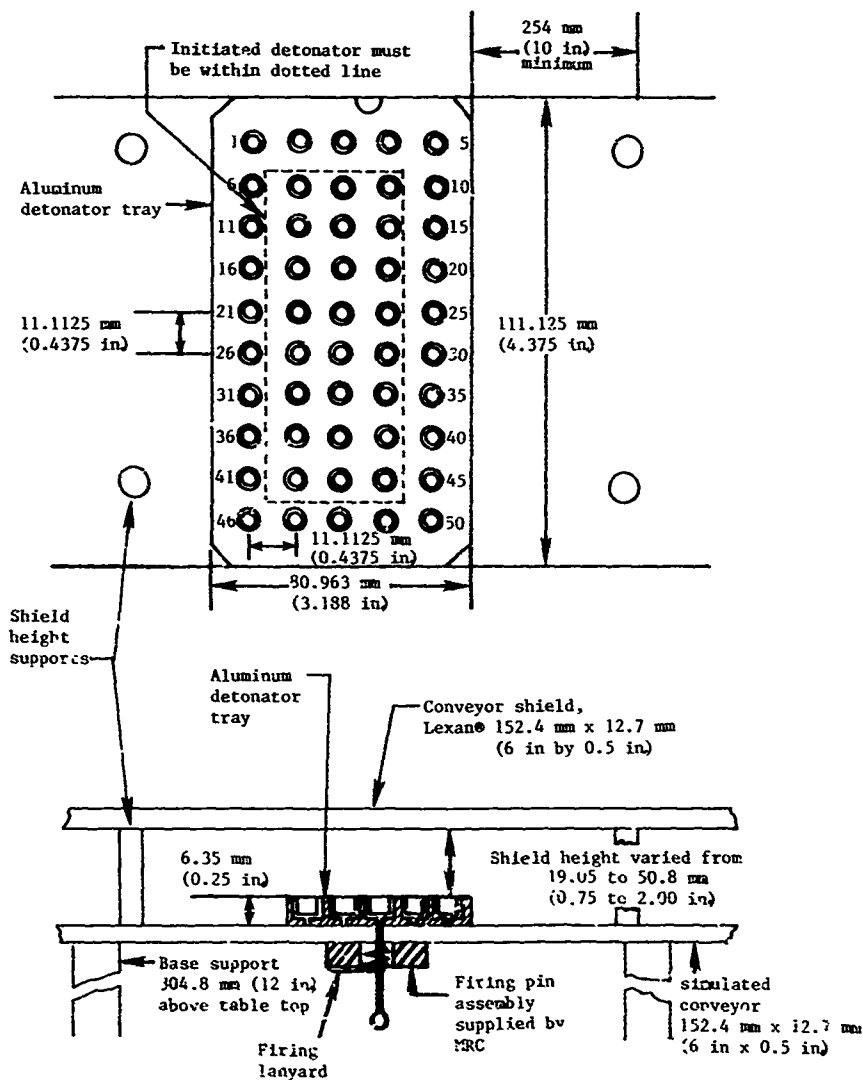 Initiated detonator must
be within dotted line
254 mm
(10 in)
minimum
1
5
Aluminum
detonator tray
6
10
11
15
16
20
21
25
11.1125 mm
(0.4375 in)
111.125 mm
(4.375 in)
26
30
31
35
36
40
41
45
46
50
11.1125 mm
(0.4375 in)
80.963 mm
(3.188 in)
Shield
height
supports
Aluminum
detonator
tray
Conveyor shield,
Lexan® 152.4 mm x 12.7 mm
(6 in by 0.5 in)
6.35 mm
(0.25 in)
Shield height varied from
19.05 to 50.8 mm
(0.75 to 2.00 in)
Base support
304.8 mm (12 in)
above table top
Firing pin
assembly
supplied by
MRC
simulated
conveyor
152.4 mm x 12.7 mm
(6 in x 0.5 in)
Firing
lanyard